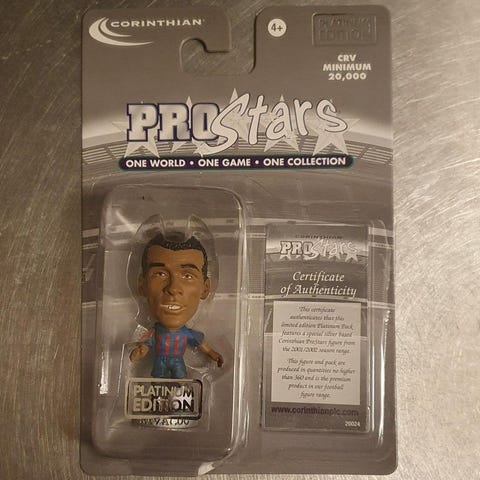 CORINTHIAN
4+
PLATINUM
EDITION
CRV
MINIMUM
20,000
PROStars
ONE WORLD • ONE GAME • ONE COLLECTION
CORINTHIAN
PROStars
Certificate
of Authenticity
This certificate
authenticates that this
limited edition Platinum Pack
features a special silver based
Corinthian ProStars figure from
the 2001/2002 season range.
This figure and pack are
produced in quantities no higher
than 360 and is the premium
product in our football
figure range.
www.corinthianplc.com
20024
PLATINUM
EDITION
RIVALDO